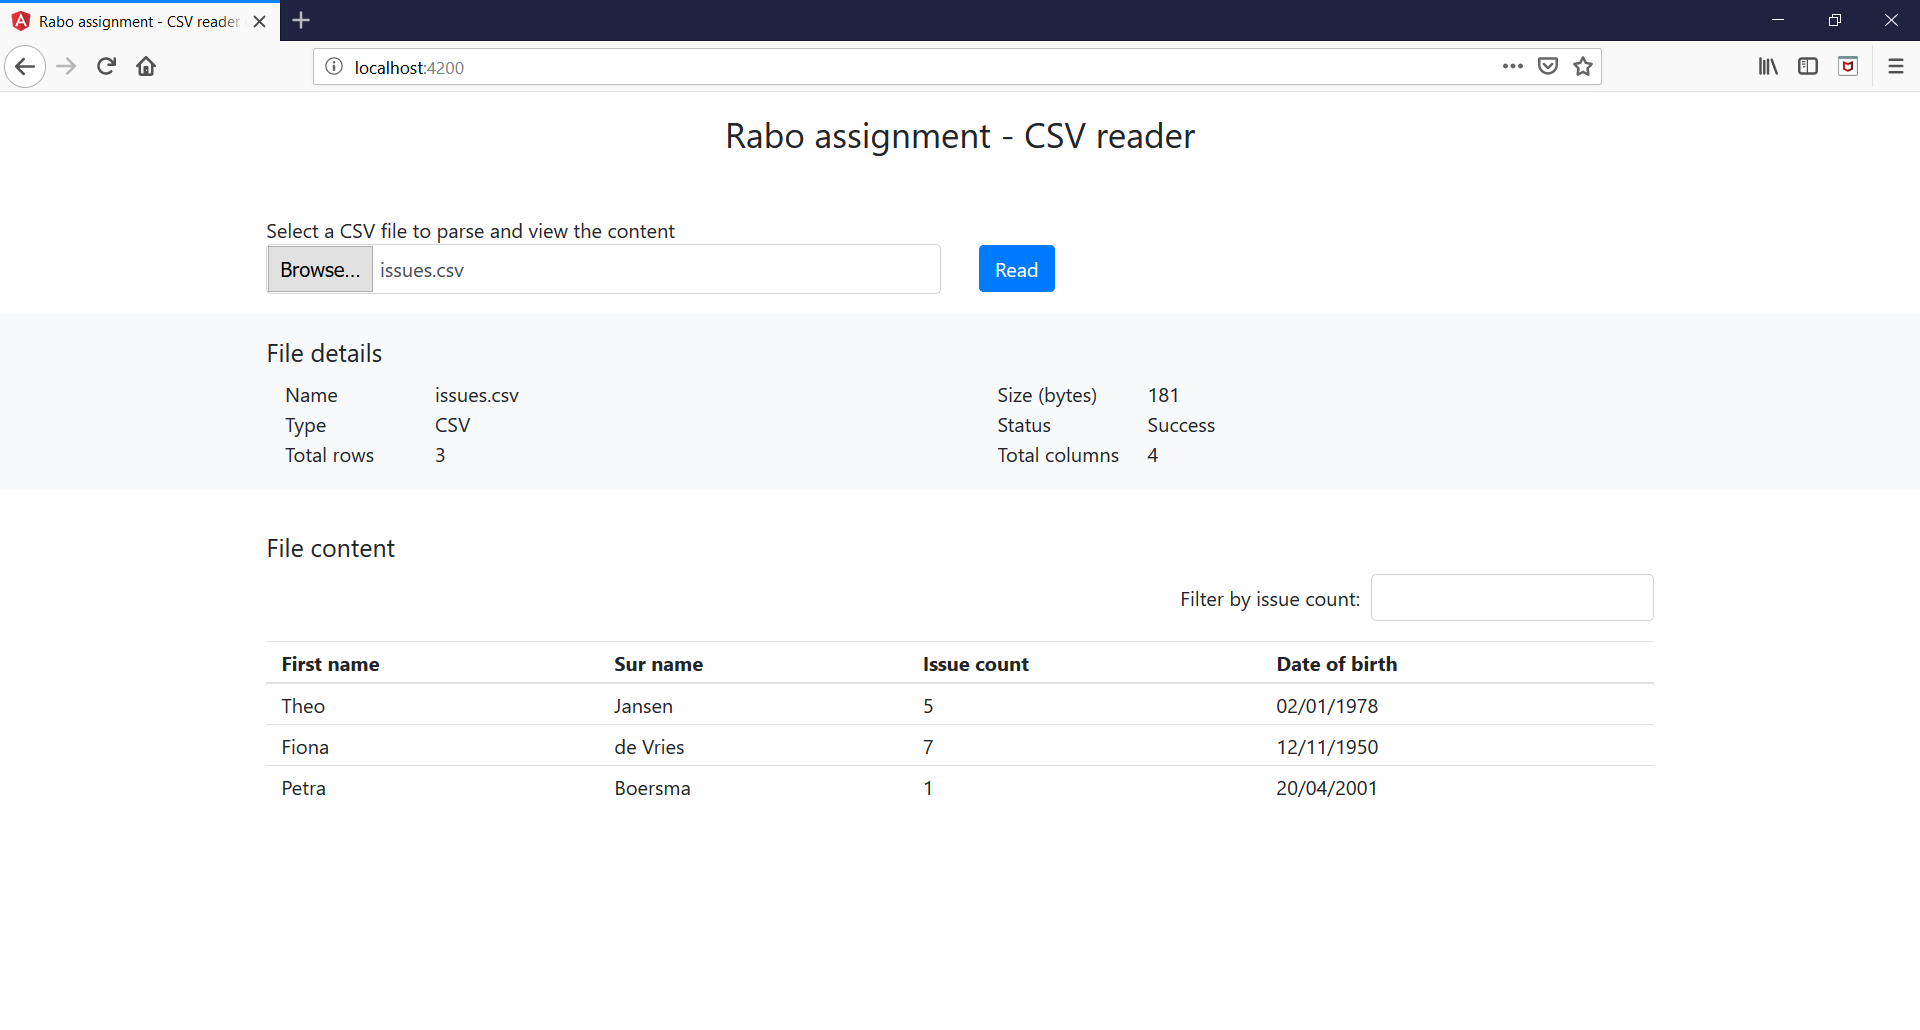 Rabo assignment - CSV reader
localhost:4200
Rabo assignment - CSV reader
Select a CSV file to parse and view the content
Browse... issues.csv Read
File details
Name issues.csv Size (bytes) 181
Type CSV Status Success
Total rows 3 Total columns 4
File content
Filter by issue count:
First name Sur name Issue count Date of birth
Theo Jansen 5 02/01/1978
Fiona de Vries 7 12/11/1950
Petra Boersma 1 20/04/2001